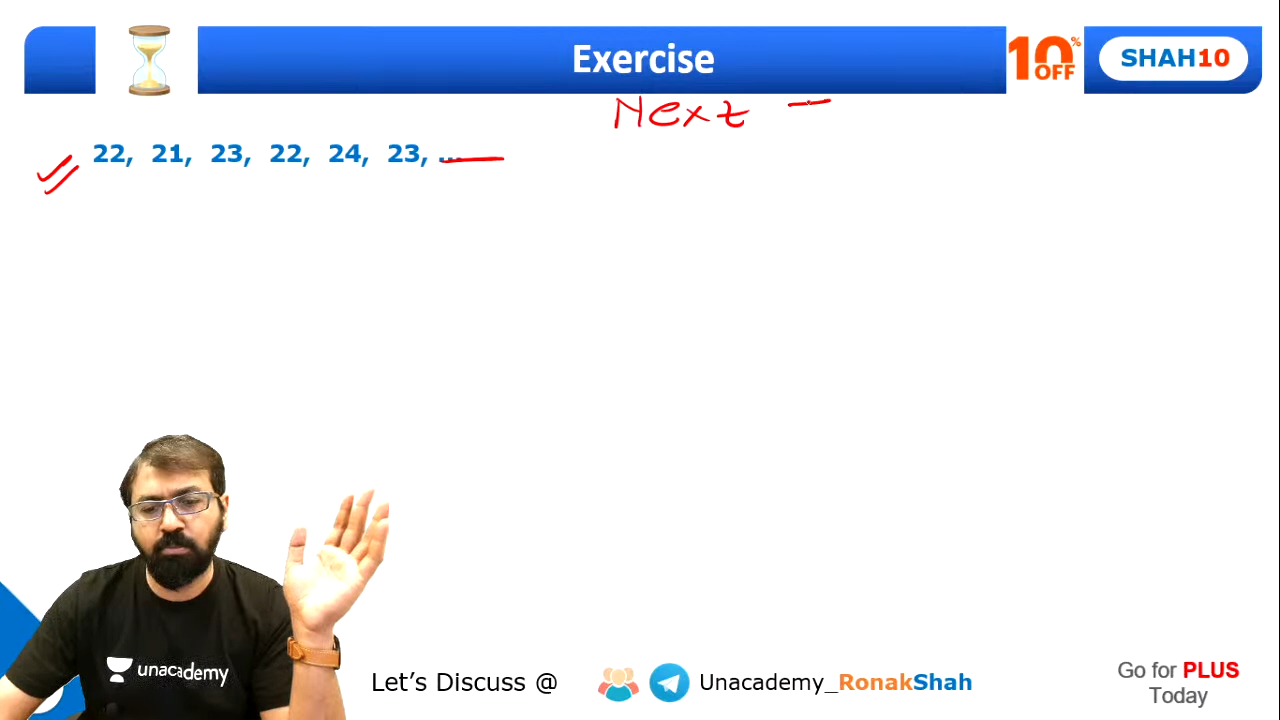 Exercise
10% OFF
SHAH10
Next
22, 21, 23, 22, 24, 23, ...
unacademy
Let's Discuss @
Unacademy_RonakShah
Go for PLUS
Today